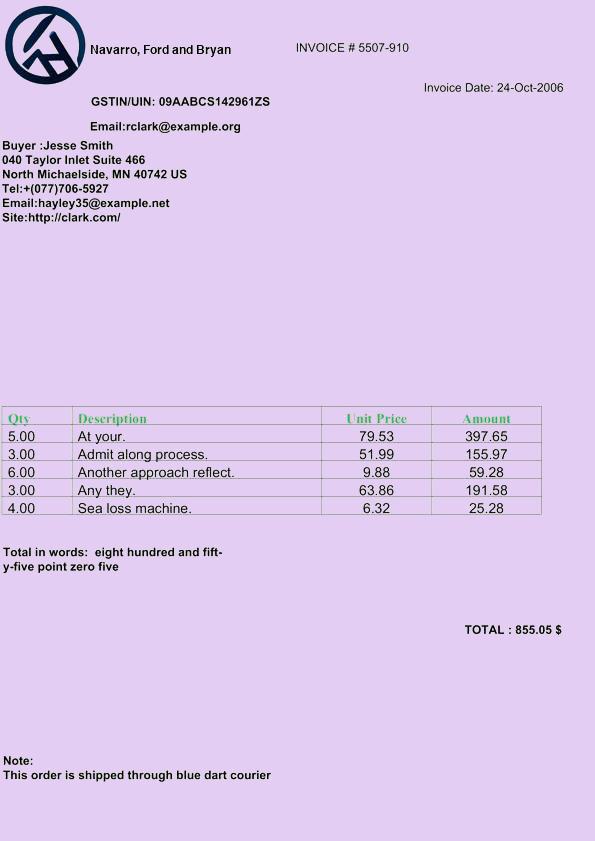 Navarro, Ford and Bryan
INVOICE # 5507-910
Invoice Date: 24-Oct-2006
GSTIN/UIN: 09AABCS142961ZS
Email:rclark@example.org
Buyer :Jesse Smith
040 Taylor Inlet Suite 466
North Michaelside, MN 40742 US
Tel:+(077)706-5927
Email:hayley35@example.net
Site:http://clark.com/
Qty Description Unit Price Amount
5.00 At your. 79.53 397.65
3.00 Admit along process. 51.99 155.97
6.00 Another approach reflect. 9.88 59.28
3.00 Any they. 63.86 191.58
4.00 Sea loss machine. 6.32 25.28
Total in words:  eight hundred and fift-
y-five point zero five
TOTAL : 855.05 $
Note:
This order is shipped through blue dart courier